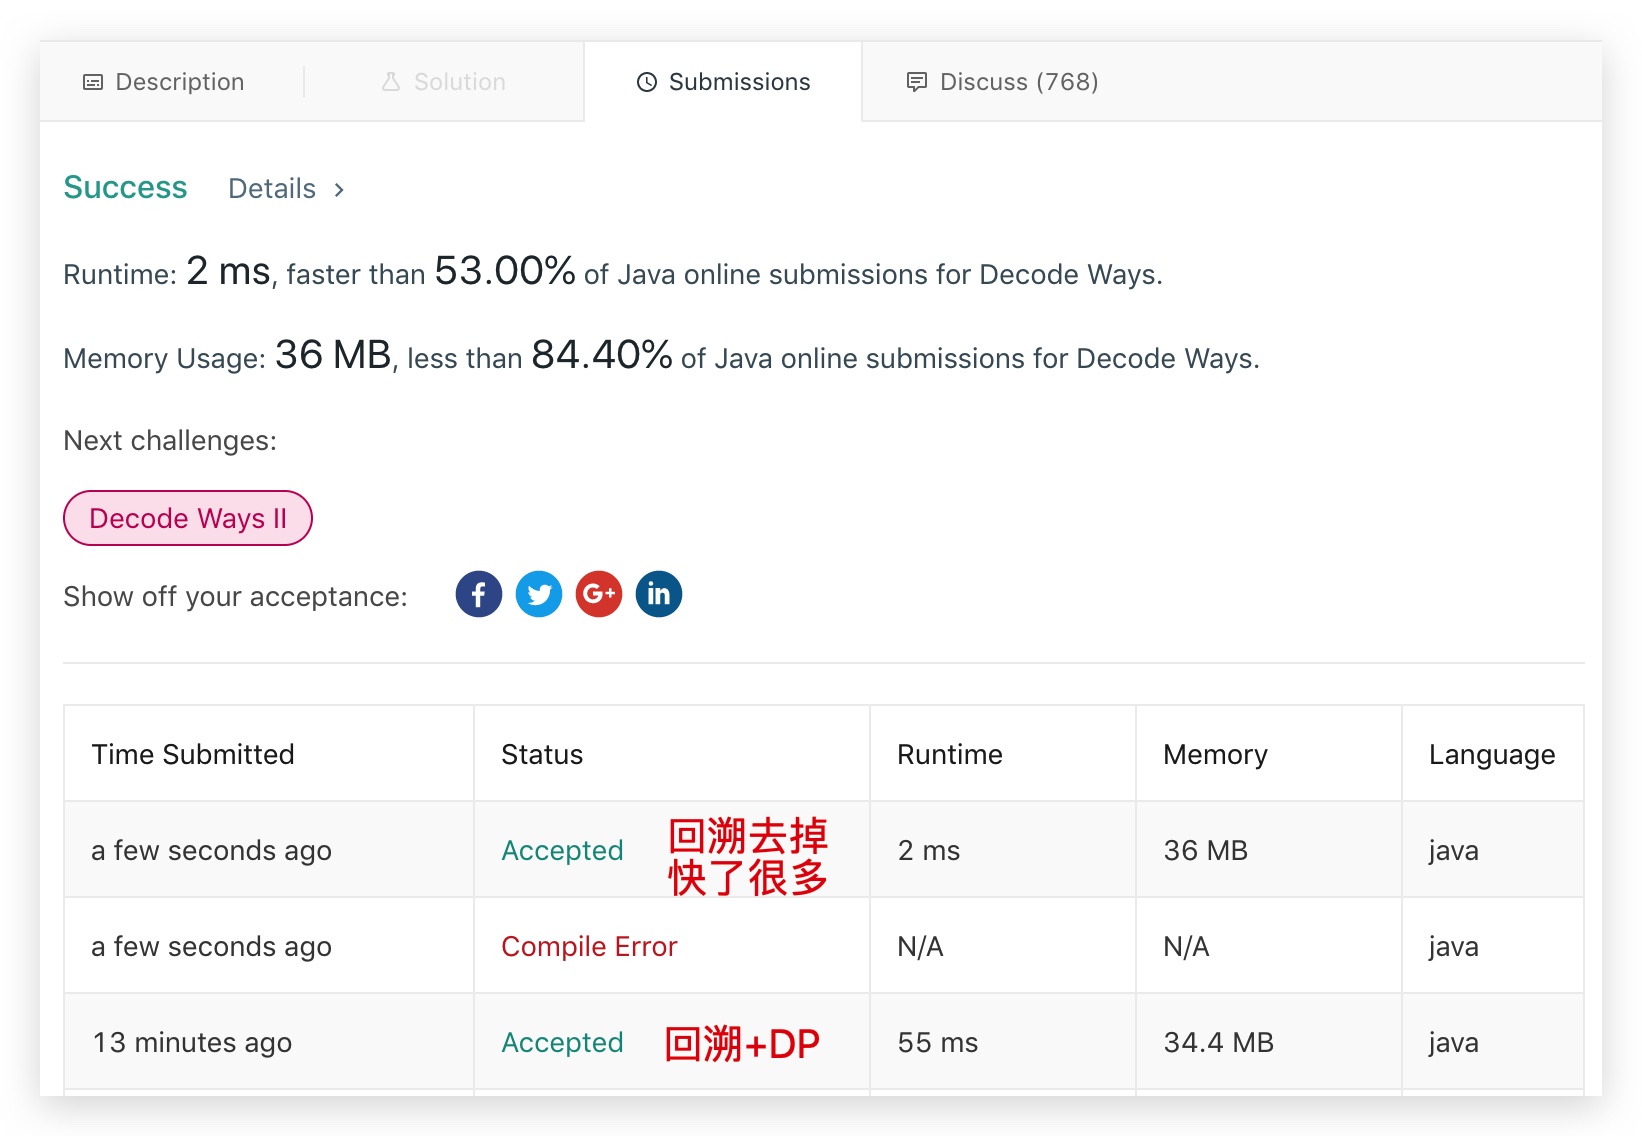 Description
Solution
Submissions
Discuss (768)
Success Details >
Runtime: 2 ms, faster than 53.00% of Java online submissions for Decode Ways.
Memory Usage: 36 MB, less than 84.40% of Java online submissions for Decode Ways.
Next challenges:
Decode Ways II
Show off your acceptance: f G+ in
Time Submitted Status Runtime Memory Language
a few seconds ago Accepted 回溯去掉 2 ms 36 MB java
快了很多
a few seconds ago Compile Error N/A N/A java
13 minutes ago Accepted 回溯+DP 55 ms 34.4 MB java